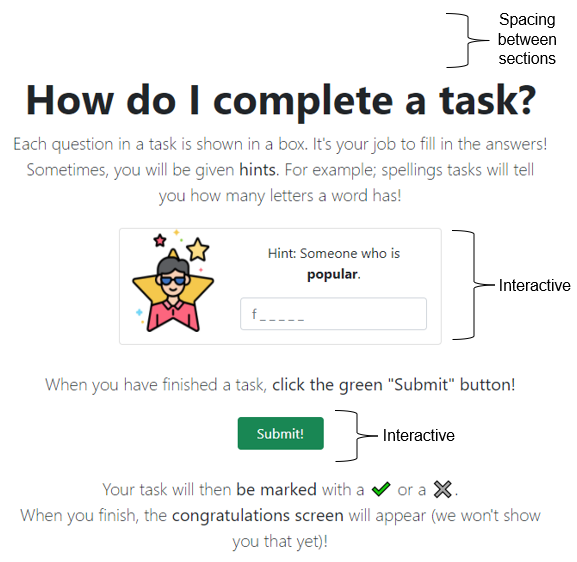 Spacing
between
sections
How do I complete a task?
Each question in a task is shown in a box. It's your job to fill in the answers!
Sometimes, you will be given hints. For example; spellings tasks will tell
you how many letters a word has!
Hint: Someone who is
popular.
f _ _ _ _ _
Interactive
When you have finished a task, click the green "Submit" button!
Submit!
Interactive
Your task will then be marked with a ✔ or a ✖.
When you finish, the congratulations screen will appear (we won't show
you that yet)!